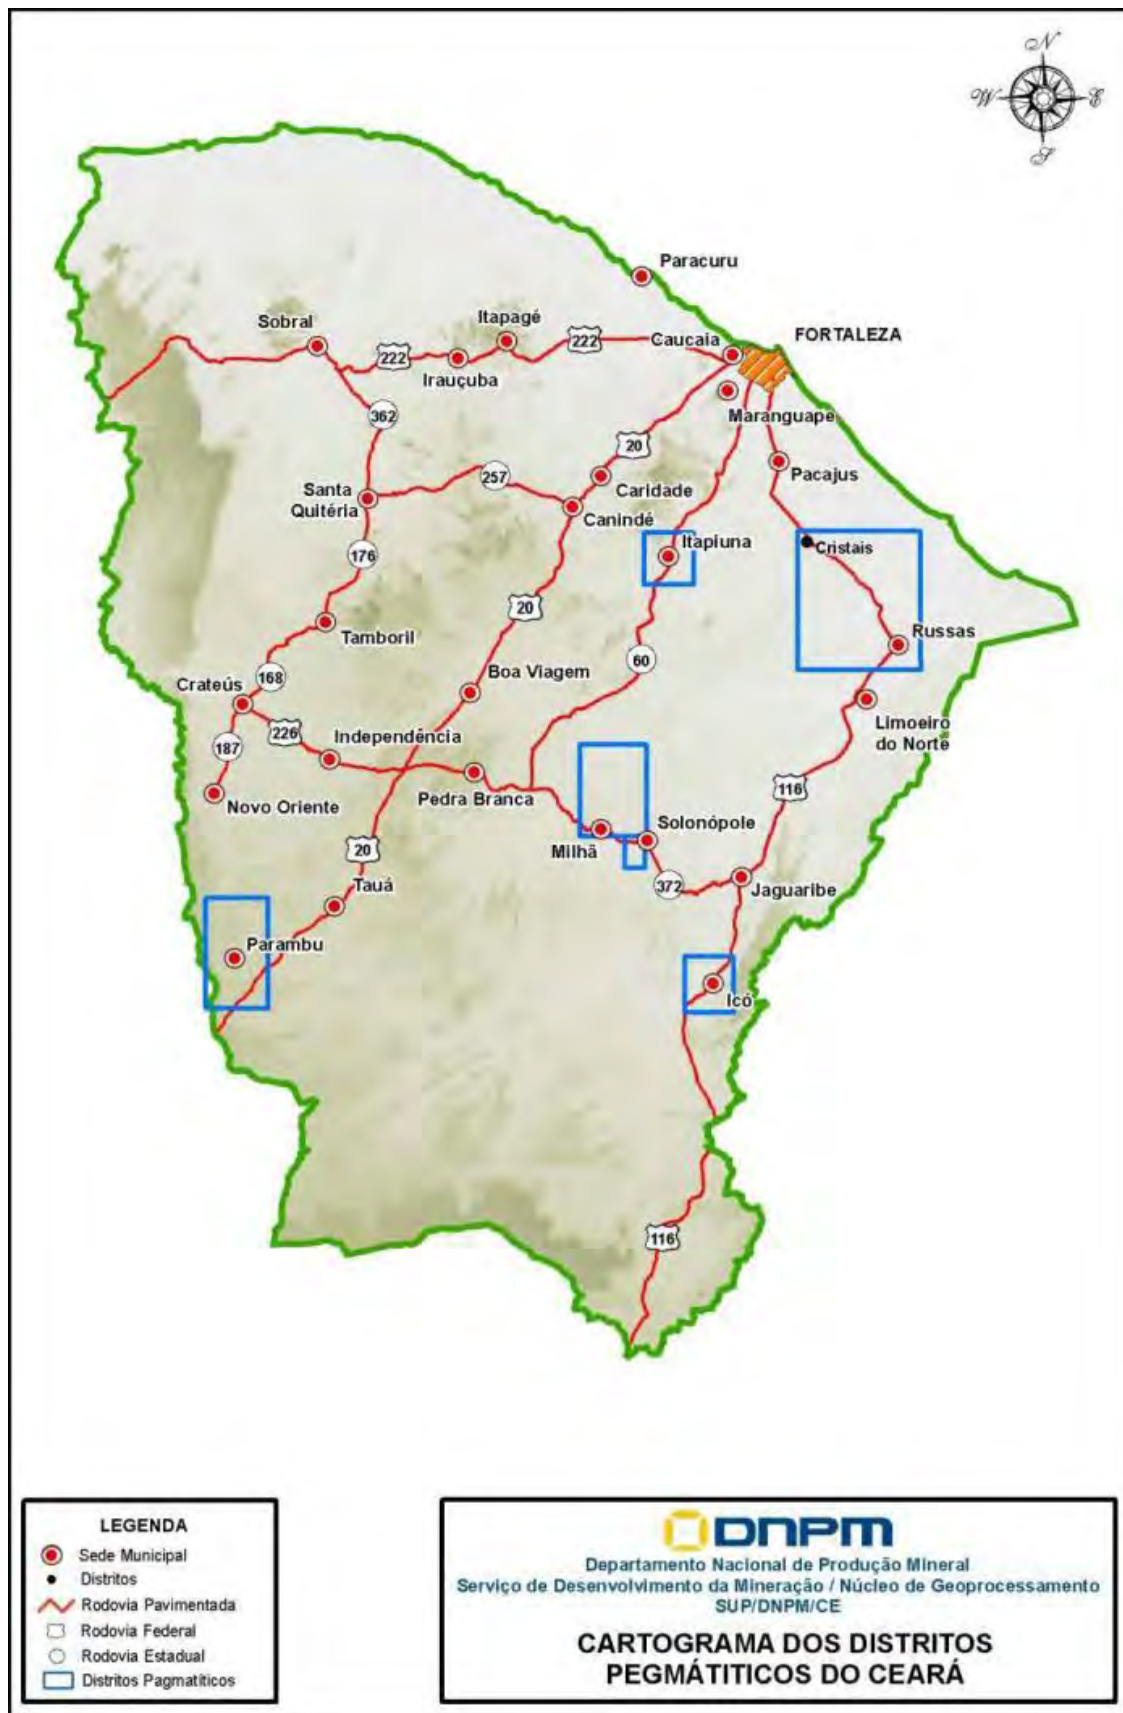 N
W
E
S
Paracuru
FORTALEZA
Itapagé
Sobral
222
Caucaia
222
Irauçuba
Maranguape
362
20
Pacajus
257
Caridade
Santa
Quitéria
Canindé
Itapiuna
Cristais
176
20
Tamboril
Russas
60
168
Boa Viagem
Crateús
Limoeiro
do Norte
226
Independência
187
Pedra Branca
116
Novo Oriente
Solonópole
Milhã
20
Tauá
372
Jaguaribe
Parambu
Icó
116
LEGENDA
Sede Municipal
Distritos
Rodovia Pavimentada
Rodovia Federal
Rodovia Estadual
Distritos Pagmatíticos
DNPM
Departamento Nacional de Produção Mineral
Serviço de Desenvolvimento da Mineração / Núcleo de Geoprocessamento
SUP/DNPM/CE
CARTOGRAMA DOS DISTRITOS
PEGMÁTITICOS DO CEARÁ